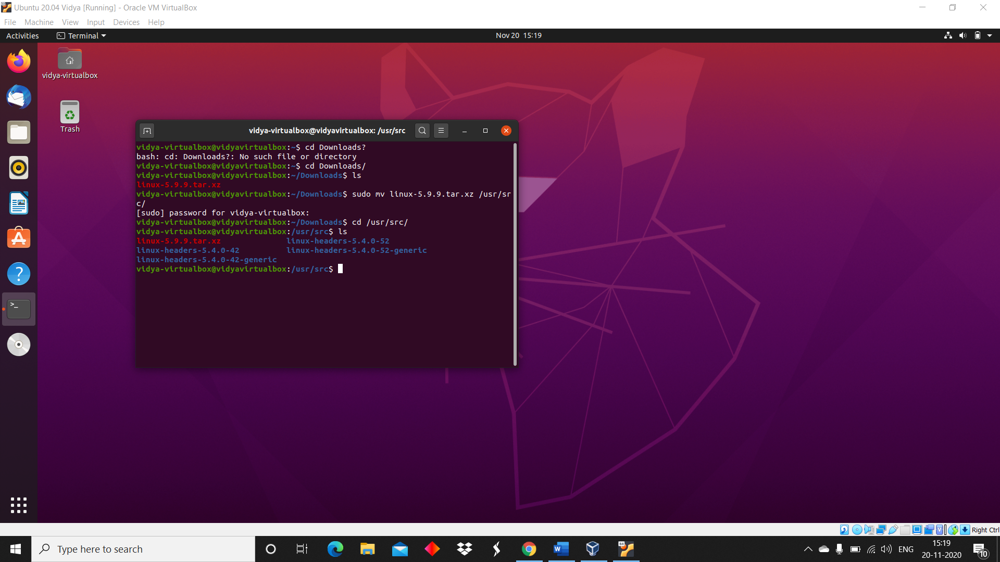 Ubuntu 20.04 Vidya [Running] - Oracle VM VirtualBox
File Machine View Input Devices Help
Activities Terminal Nov 20 15:19
vidya-virtualbox
Trash
vidya-virtualbox@vidyavirtualbox: /usr/src
vidya-virtualbox@vidyavirtualbox:~$ cd Downloads?
bash: cd: Downloads?: No such file or directory
vidya-virtualbox@vidyavirtualbox:~$ cd Downloads/
vidya-virtualbox@vidyavirtualbox:~/Downloads$ ls
linux-5.9.9.tar.xz
vidya-virtualbox@vidyavirtualbox:~/Downloads$ sudo mv linux-5.9.9.tar.xz /usr/sr
c/
[sudo] password for vidya-virtualbox:
vidya-virtualbox@vidyavirtualbox:~/Downloads$ cd /usr/src/
vidya-virtualbox@vidyavirtualbox:/usr/src$ ls
linux-5.9.9.tar.xz linux-headers-5.4.0-52
linux-headers-5.4.0-42 linux-headers-5.4.0-52-generic
linux-headers-5.4.0-42-generic
vidya-virtualbox@vidyavirtualbox:/usr/src$
Right Ctrl
Type here to search
ENG
15:19
20-11-2020
10